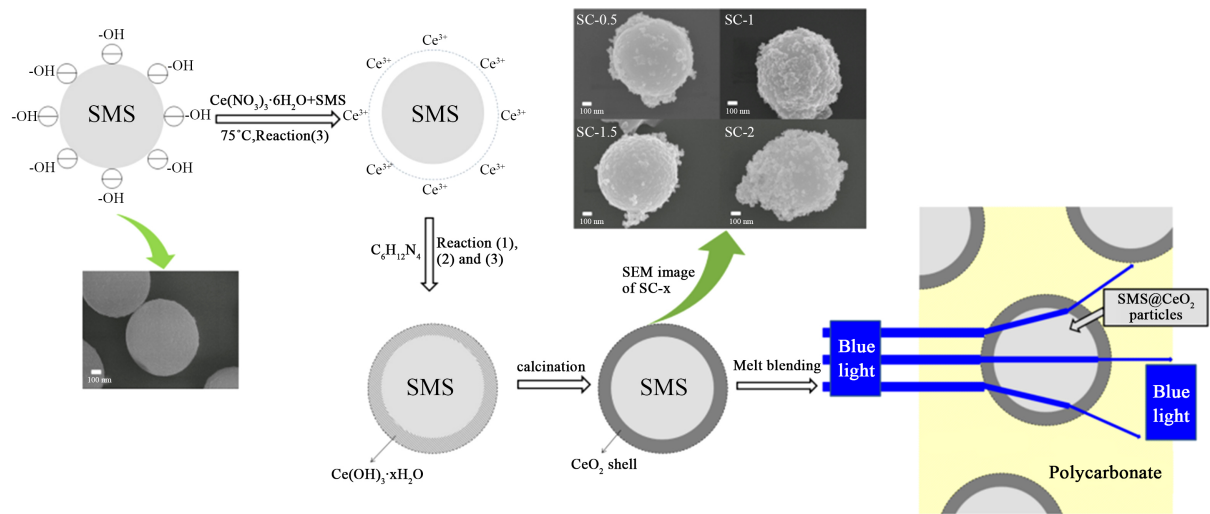 -OH
-OH
-OH
-OH
-OH
-OH
-OH
-OH
SMS
Ce(NO₃)₃·6H₂O+SMS
75°C,Reaction(3)
Ce³⁺
Ce³⁺
Ce³⁺
Ce³⁺
Ce³⁺
Ce³⁺
Ce³⁺
Ce³⁺
SMS
SC-0.5
100 nm
SC-1
100 nm
SC-1.5
100 nm
SC-2
100 nm
100 nm
C₆H₁₂N₄
Reaction (1),
(2) and (3)
SEM image
of SC-x
SMS
Ce(OH)₃·xH₂O
calcination
SMS
CeO₂ shell
Melt blending
Blue
light
SMS@CeO₂
particles
Blue
light
Polycarbonate